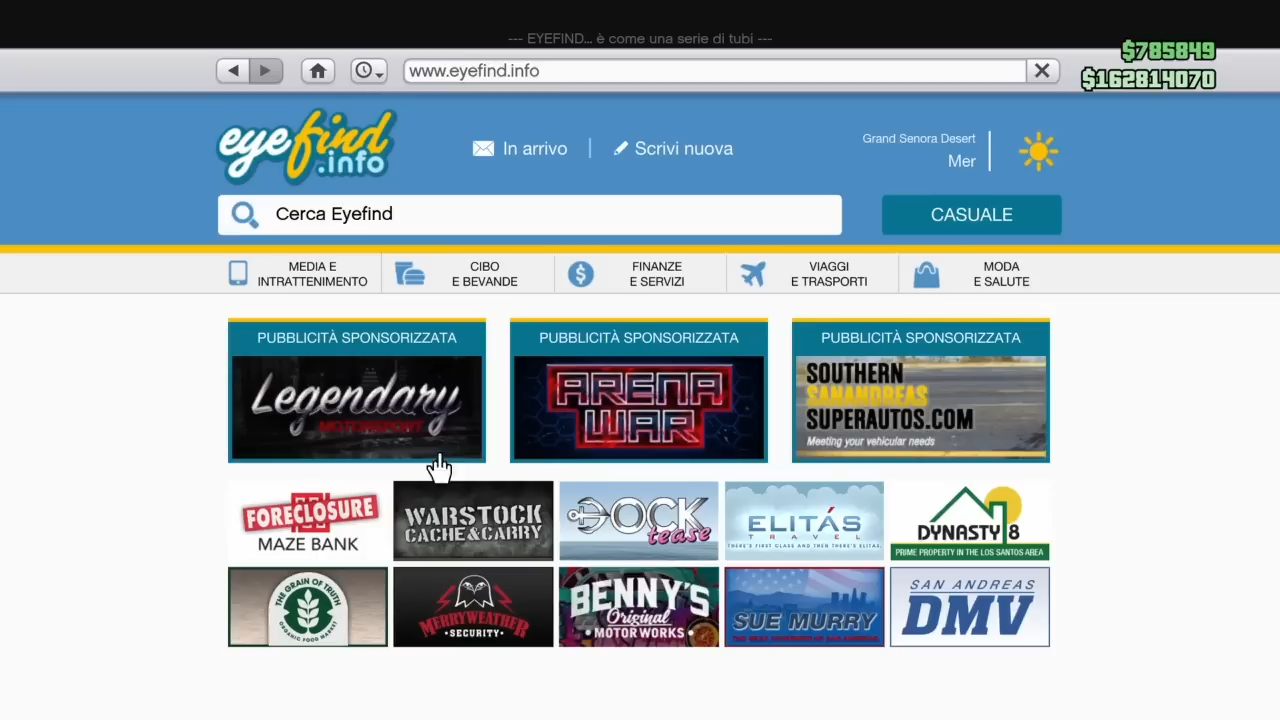 --- EYEFIND... è come una serie di tubi ---
$785849
www.eyefind.info
$162814070
eyefind
.info
In arrivo
Scrivi nuova
Grand Senora Desert
Mer
Cerca Eyefind
CASUALE
MEDIA E
INTRATTENIMENTO
CIBO
E BEVANDE
FINANZE
E SERVIZI
VIAGGI
E TRASPORTI
MODA
E SALUTE
PUBBLICITÀ SPONSORIZZATA
Legendary
MOTORSPORT
PUBBLICITÀ SPONSORIZZATA
ARENA
WAR
PUBBLICITÀ SPONSORIZZATA
SOUTHERN
SANANDREAS
SUPERAUTOS.COM
Meeting your vehicular needs
FORECLOSURE
MAZE BANK
WARSTOCK
CACHE&CARRY
DOCK
tease
ELITÁS
TRAVEL
THERE'S FIRST CLASS AND THEN THERE'S ELITÁS
DYNASTY 8
PRIME PROPERTY IN THE LOS SANTOS AREA
THE GRAIN OF TRUTH
ORGANIC FOOD MARKET
MERRYWEATHER
SECURITY
BENNY'S
Original
MOTOR WORKS
SUE MURRY
SAN ANDREAS
DMV